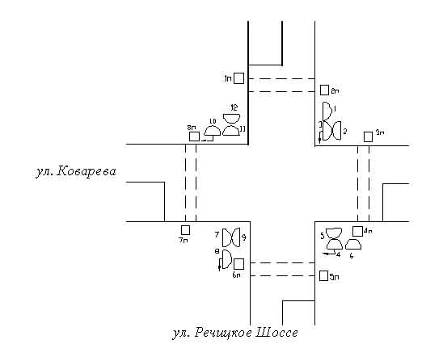 1п
2п
12
1
10
11
3
2
8п
3п
ул. Коварева
7
9
5
4п
7п
8
4
6
6п
5п
ул. Речицкое Шоссе